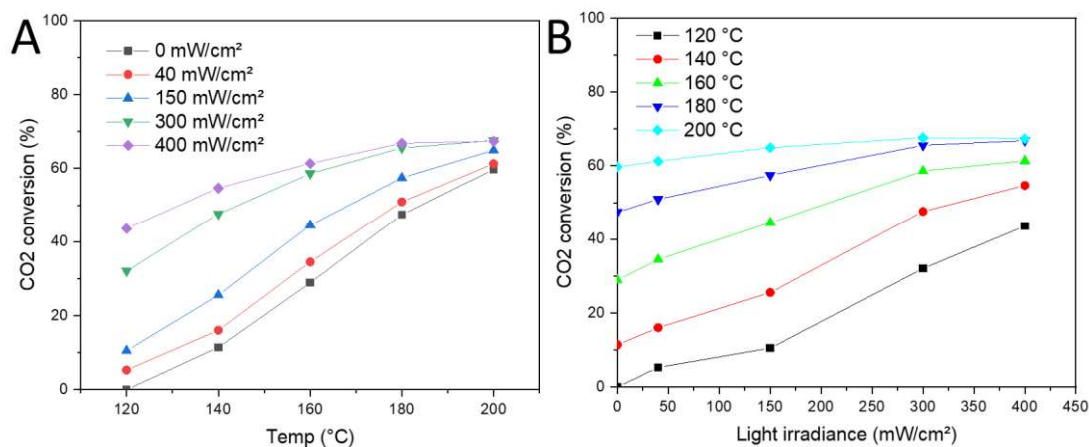 A
0 mW/cm²
40 mW/cm²
150 mW/cm²
300 mW/cm²
400 mW/cm²
CO2 conversion (%)
100
80
60
40
20
0
120 140 160 180 200
Temp (°C)
B
120 °C
140 °C
160 °C
180 °C
200 °C
CO2 conversion (%)
100
80
60
40
20
0
0 50 100 150 200 250 300 350 400 450
Light irradiance (mW/cm²)